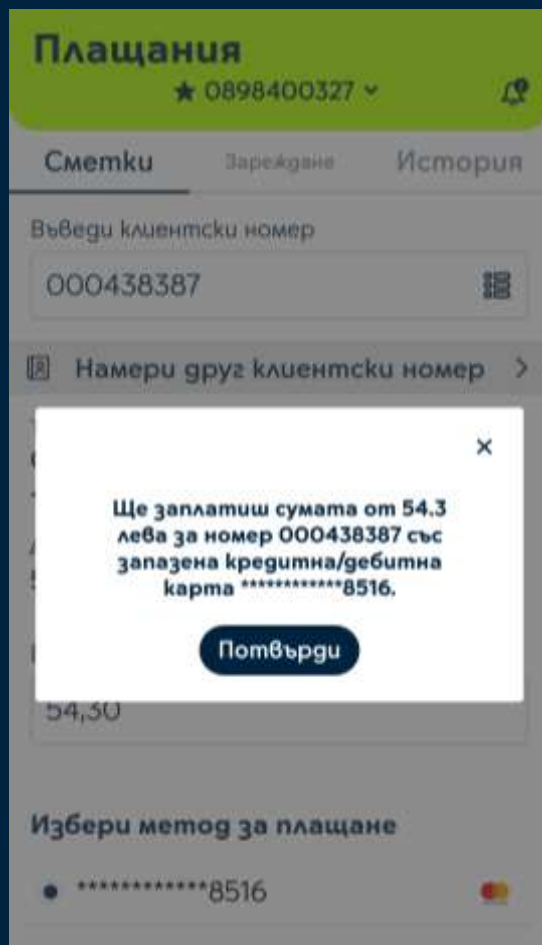 Плащания
★ 0898400327
Сметки Зареждане История
Въведи клиентски номер
000438387
Намери друг клиентски номер >
×
Ще заплатиш сумата от 54.3
лева за номер 000438387 със
запазена кредитна/дебитна
карта ************8516.
Потвърди
54,30
Избери метод за плащане
************8516